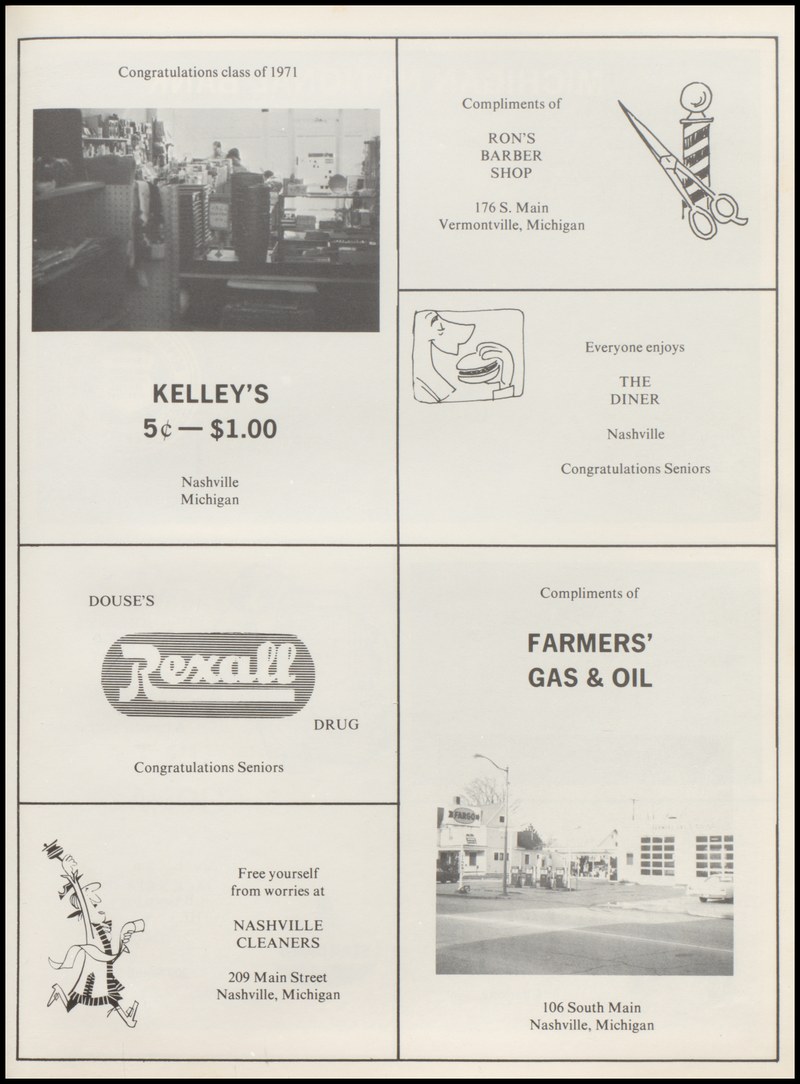 Congratulations class of 1971
KELLEY'S
5¢ — $1.00
Nashville
Michigan
Compliments of
RON'S
BARBER
SHOP
176 S. Main
Vermontville, Michigan
Everyone enjoys
THE
DINER
Nashville
Congratulations Seniors
DOUSE'S
Rexall
DRUG
Congratulations Seniors
Compliments of
FARMERS'
GAS & OIL
FARGO
106 South Main
Nashville, Michigan
Free yourself
from worries at
NASHVILLE
CLEANERS
209 Main Street
Nashville, Michigan